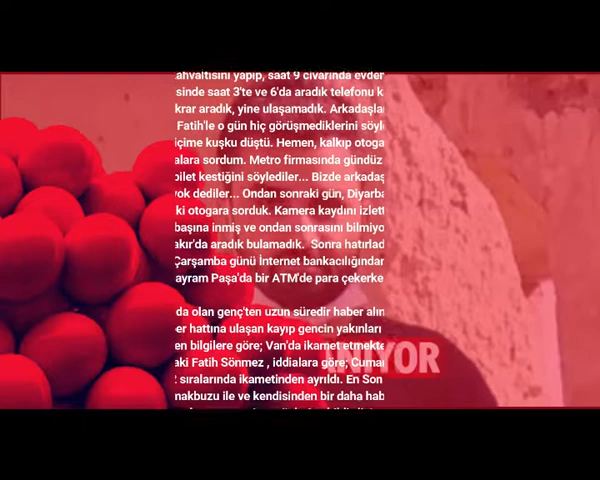 ahvaltısını yapıp, saat 9 civarında evden
sinde saat 3'te ve 6'da aradık telefonu k
krar aradık, yine ulaşamadık. Arkadaşla
Fatih'le o gün hiç görüşmediklerini söyl
içime kuşku düştü. Hemen, kalkıp otoga
alara sordum. Metro firmasında gündüz
bilet kestiğini söylediler... Bizde arkadaş
yok dediler... Ondan sonraki gün, Diyarba
ki otogara sorduk. Kamera kaydını izlett
başına inmiş ve ondan sonrasını bilmiyo
akır'da aradık bulamadık. Sonra hatırlad
Çarşamba günü İnternet bankacılığından
ayram Paşa'da bir ATM'de para çekerke
da olan genç'ten uzun süredir haber alın
er hattına ulaşan kayıp gencin yakınları
en bilgilere göre; Van'da ikamet etmekte
aki Fatih Sönmez , iddialara göre; Cumar
sıralarında ikametinden ayrıldı. En Son
makbuzu ile ve kendisinden bir daha hab
ANIYOR